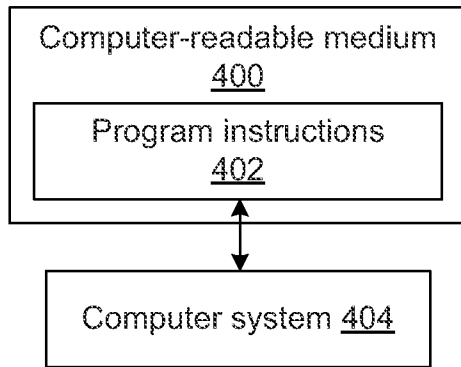 Computer-readable medium
400
Program instructions
402
Computer system 404